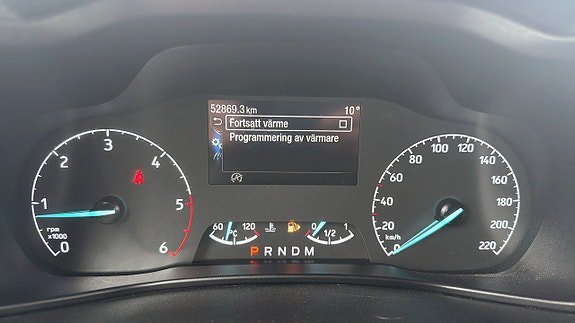 52869.3 km 10°
Fortsatt värme
Programmering av värmare
0 1 2 3 4 5 6
rpm
x1000
60 °C 120
0 1/2 1
P R N D M
0 20 40 60 80 100 120 140 160 180 200 220
km/h